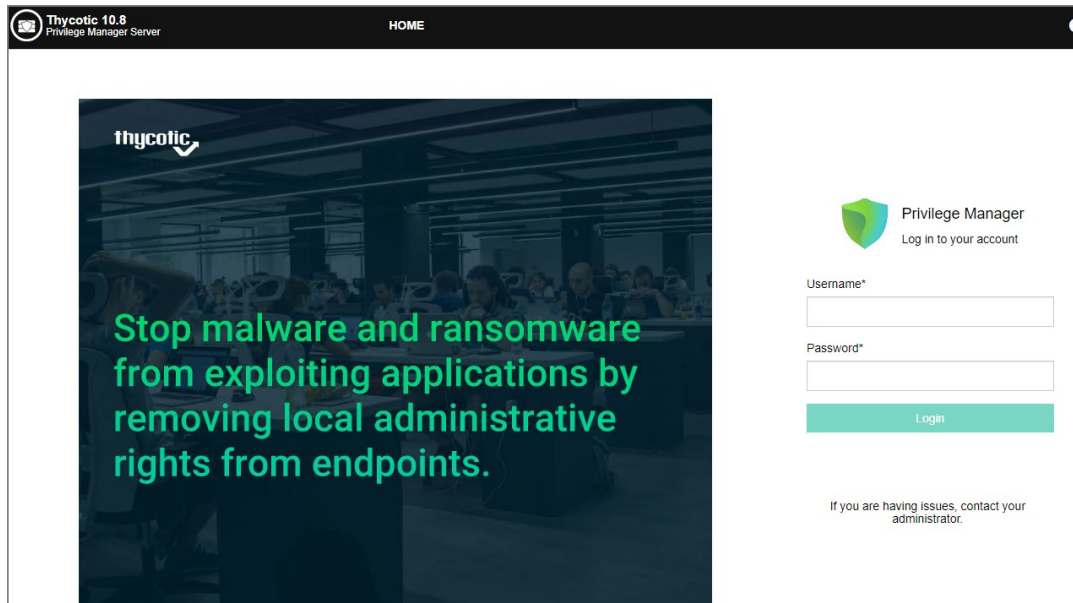 Thycotic 10.8
Privilege Manager Server
HOME
thycotic
Stop malware and ransomware
from exploiting applications by
removing local administrative
rights from endpoints.
Privilege Manager
Log in to your account
Username*
Password*
Login
If you are having issues, contact your
administrator.